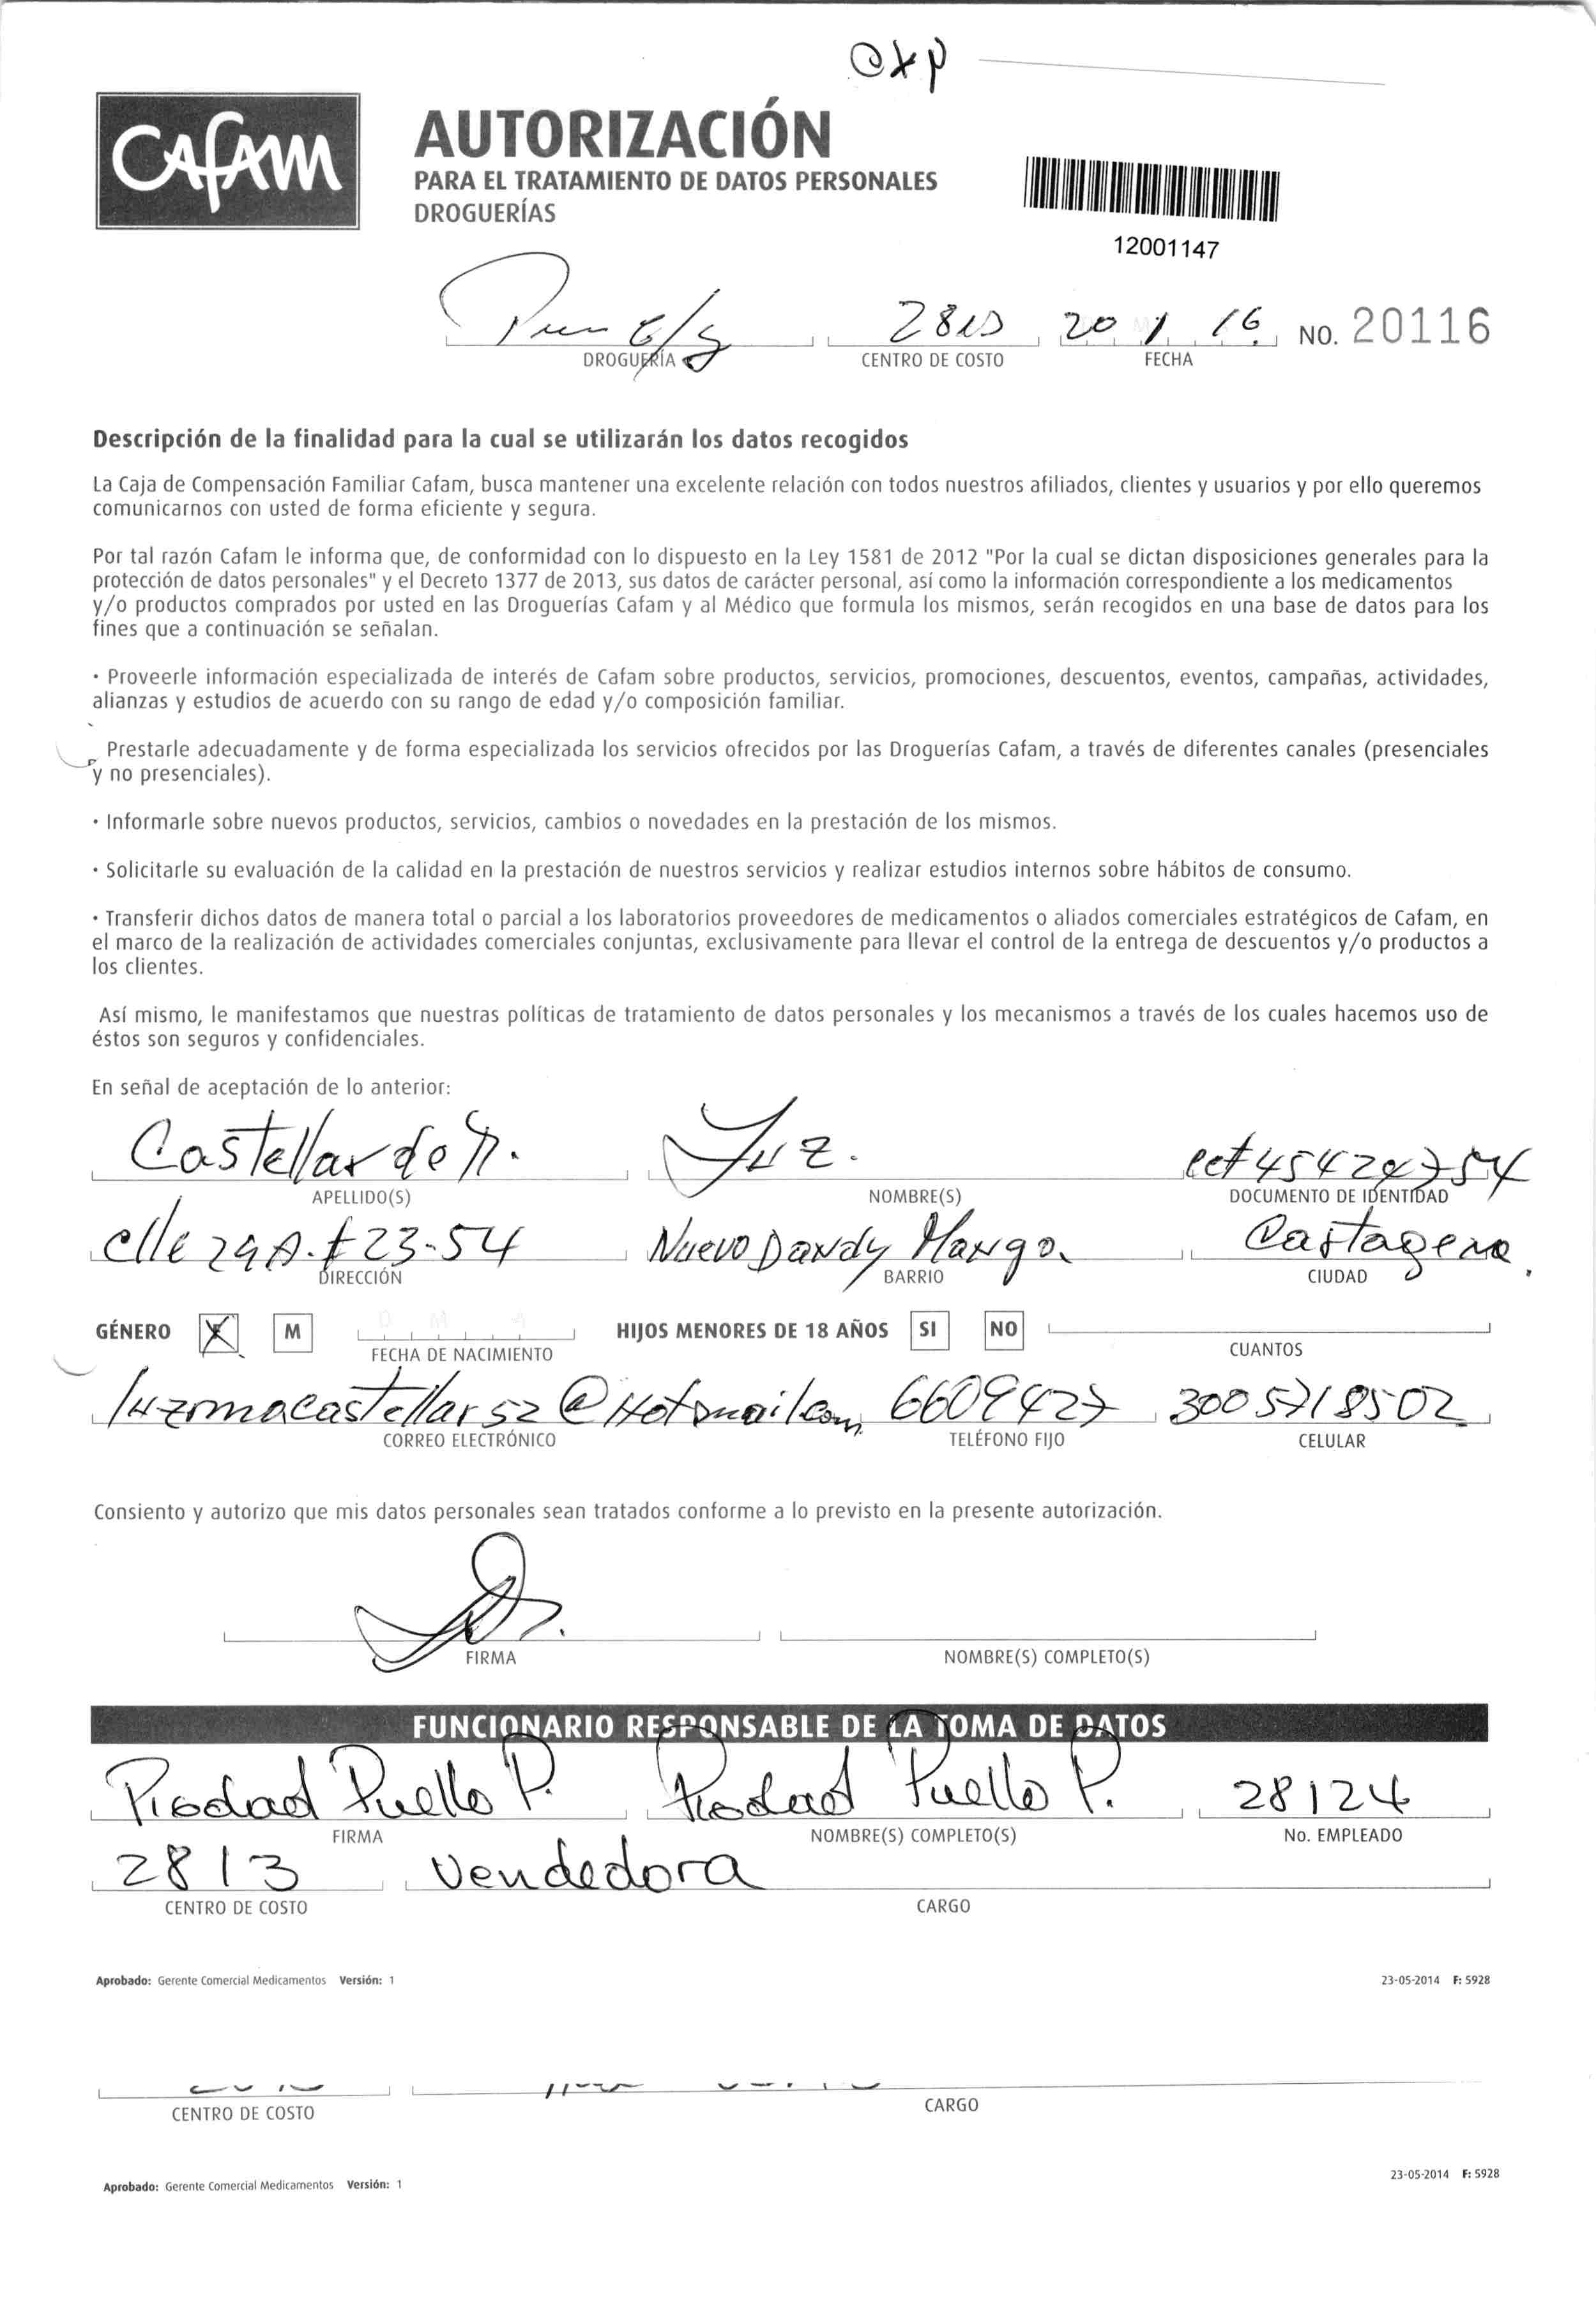 oxp
CAFAM
AUTORIZACIÓN
PARA EL TRATAMIENTO DE DATOS PERSONALES
DROGUERÍAS
12001147
2813 20 1 16 NO. 20116
DROGUERÍA CENTRO DE COSTO FECHA
Descripción de la finalidad para la cual se utilizarán los datos recogidos
La Caja de Compensación Familiar Cafam, busca mantener una excelente relación con todos nuestros afiliados, clientes y usuarios y por ello queremos
comunicarnos con usted de forma eficiente y segura.
Por tal razón Cafam le informa que, de conformidad con lo dispuesto en la Ley 1581 de 2012 "Por la cual se dictan disposiciones generales para la
protección de datos personales" y el Decreto 1377 de 2013, sus datos de carácter personal, así como la información correspondiente a los medicamentos
y/o productos comprados por usted en las Droguerías Cafam y al Médico que formula los mismos, serán recogidos en una base de datos para los
fines que a continuación se señalan.
· Proveerle información especializada de interés de Cafam sobre productos, servicios, promociones, descuentos, eventos, campañas, actividades,
alianzas y estudios de acuerdo con su rango de edad y/o composición familiar.
Prestarle adecuadamente y de forma especializada los servicios ofrecidos por las Droguerías Cafam, a través de diferentes canales (presenciales
y no presenciales).
· Informarle sobre nuevos productos, servicios, cambios o novedades en la prestación de los mismos.
· Solicitarle su evaluación de la calidad en la prestación de nuestros servicios y realizar estudios internos sobre hábitos de consumo.
· Transferir dichos datos de manera total o parcial a los laboratorios proveedores de medicamentos o aliados comerciales estratégicos de Cafam, en
el marco de la realización de actividades comerciales conjuntas, exclusivamente para llevar el control de la entrega de descuentos y/o productos a
los clientes.
Así mismo, le manifestamos que nuestras políticas de tratamiento de datos personales y los mecanismos a través de los cuales hacemos uso de
éstos son seguros y confidenciales.
En señal de aceptación de lo anterior:
Castellar de M. Luz.
APELLIDO(S) NOMBRE(S) DOCUMENTO DE IDENTIDAD
clle 29A. # 23-54 Nuevo Dandy Mango. Cartagena.
DIRECCIÓN BARRIO CIUDAD
GÉNERO F M HIJOS MENORES DE 18 AÑOS SI NO
FECHA DE NACIMIENTO CUANTOS
luzmacastellar52@Hotmail.com 6609427 3005718502
CORREO ELECTRÓNICO TELÉFONO FIJO CELULAR
Consiento y autorizo que mis datos personales sean tratados conforme a lo previsto en la presente autorización.
FIRMA NOMBRE(S) COMPLETO(S)
FUNCIONARIO RESPONSABLE DE LA TOMA DE DATOS
Piedad Puello P. Piedad Puello P. 28124
FIRMA NOMBRE(S) COMPLETO(S) No. EMPLEADO
2813 Vendedora
CENTRO DE COSTO CARGO
Aprobado: Gerente Comercial Medicamentos Versión: 1 23-05-2014 F: 5928
CENTRO DE COSTO CARGO
Aprobado: Gerente Comercial Medicamentos Versión: 1 23-05-2014 F: 5928